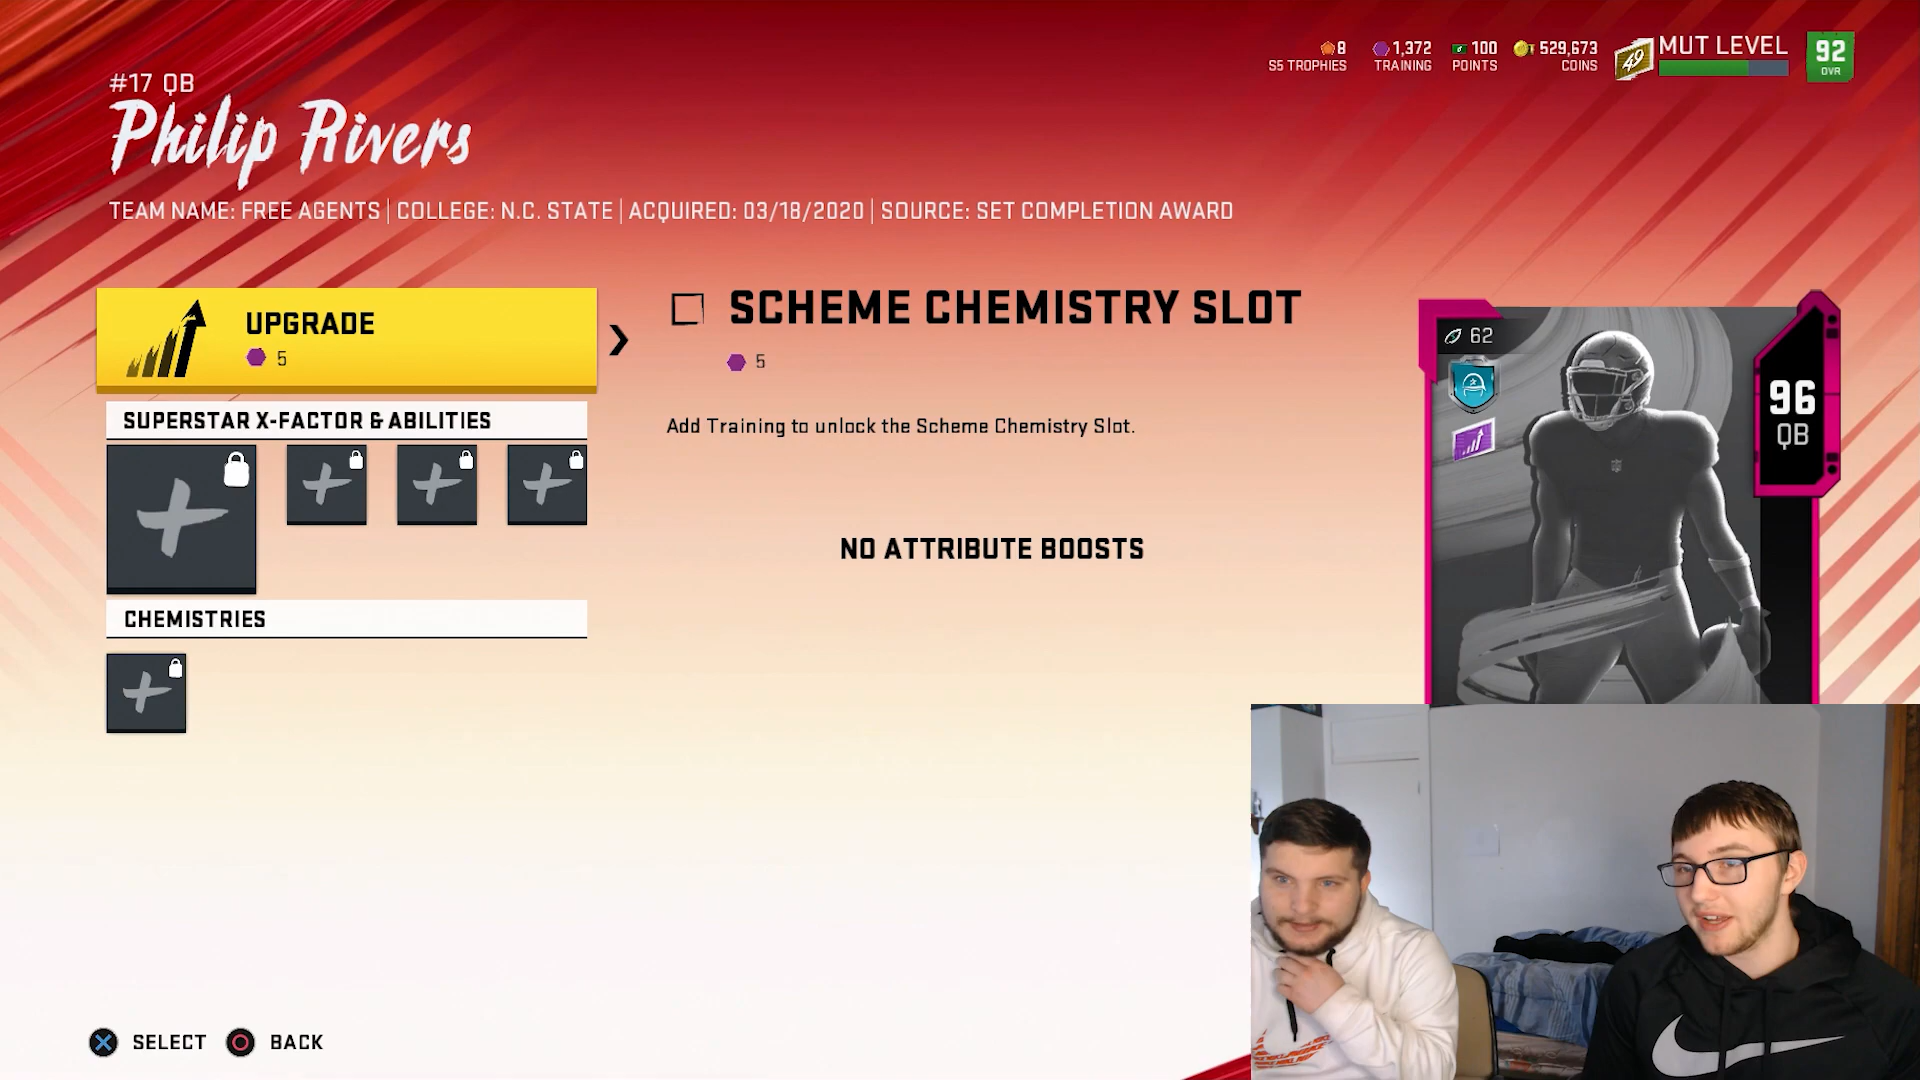 #17 QB
Philip Rivers
TEAM NAME: FREE AGENTS | COLLEGE: N.C. STATE | ACQUIRED: 03/18/2020 | SOURCE: SET COMPLETION AWARD
8
S5 TROPHIES
1,372
TRAINING
100
POINTS
529,673
COINS
49
MUT LEVEL
92
OVR
UPGRADE
5
SUPERSTAR X-FACTOR & ABILITIES
CHEMISTRIES
SCHEME CHEMISTRY SLOT
5
Add Training to unlock the Scheme Chemistry Slot.
NO ATTRIBUTE BOOSTS
62
96
QB
SELECT
BACK